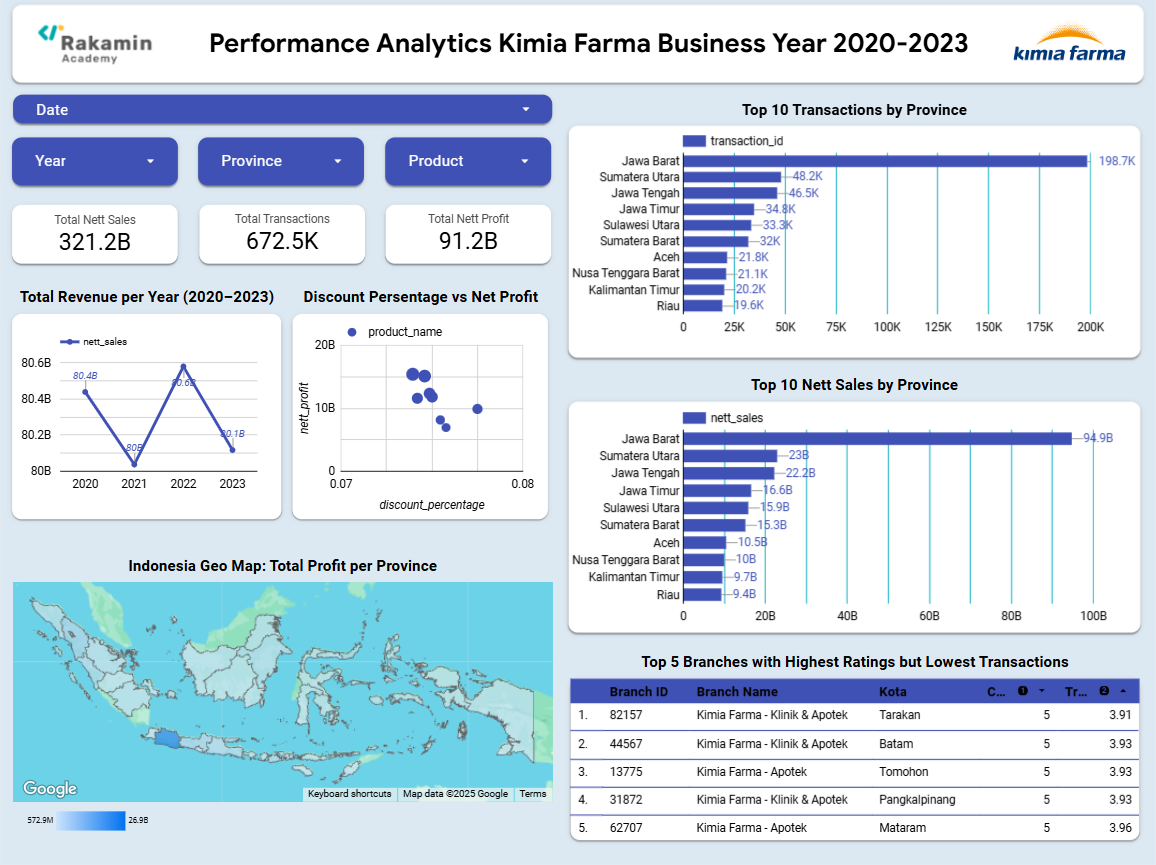 Rakamin
Academy
Performance Analytics Kimia Farma Business Year 2020-2023
kimia farma
Date
Year
Province
Product
Total Nett Sales
321.2B
Total Transactions
672.5K
Total Nett Profit
91.2B
Total Revenue per Year (2020–2023)
nett_sales
80.6B
80.4B
80.2B
80B
80.4B
80B
80.6B
80.1B
2020 2021 2022 2023
Discount Persentage vs Net Profit
product_name
20B
10B
0
nett_profit
0.07 0.08
discount_percentage
Indonesia Geo Map: Total Profit per Province
Google
Keyboard shortcuts
Map data ©2025 Google
Terms
572.9M 26.9B
Top 10 Transactions by Province
transaction_id
Jawa Barat 198.7K
Sumatera Utara 48.2K
Jawa Tengah 46.5K
Jawa Timur 34.8K
Sulawesi Utara 33.3K
Sumatera Barat 32K
Aceh 21.8K
Nusa Tenggara Barat 21.1K
Kalimantan Timur 20.2K
Riau 19.6K
0 25K 50K 75K 100K 125K 150K 175K 200K
Top 10 Nett Sales by Province
nett_sales
Jawa Barat 94.9B
Sumatera Utara 23B
Jawa Tengah 22.2B
Jawa Timur 16.6B
Sulawesi Utara 15.9B
Sumatera Barat 15.3B
Aceh 10.5B
Nusa Tenggara Barat 10B
Kalimantan Timur 9.7B
Riau 9.4B
0 20B 40B 60B 80B 100B
Top 5 Branches with Highest Ratings but Lowest Transactions
Branch ID Branch Name Kota C... 1 Tr... 2
1. 82157 Kimia Farma - Klinik & Apotek Tarakan 5 3.91
2. 44567 Kimia Farma - Klinik & Apotek Batam 5 3.93
3. 13775 Kimia Farma - Apotek Tomohon 5 3.93
4. 31872 Kimia Farma - Klinik & Apotek Pangkalpinang 5 3.93
5. 62707 Kimia Farma - Apotek Mataram 5 3.96